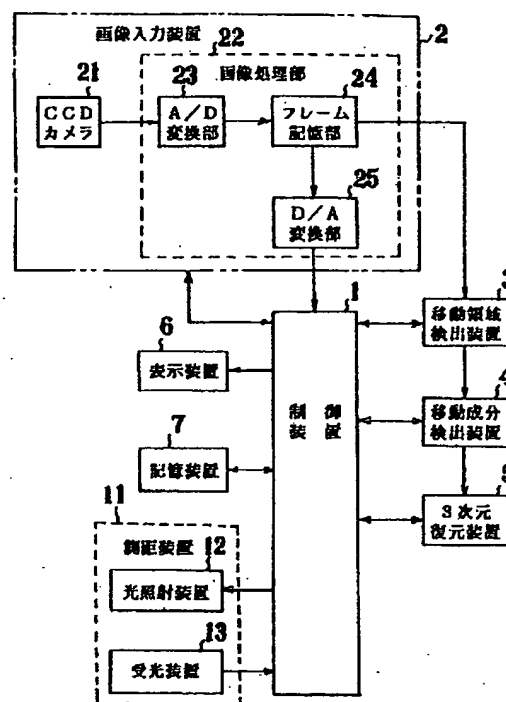 画像入力装置
22
2
21
23
画像処理部
24
CCD
カメラ
A/D
変換部
フレーム
記憶部
25
D/A
変換部
1
3
移動領域
検出装置
6
表示装置
制御
装置
4
移動成分
検出装置
7
記憶装置
5
3次元
復元装置
11
測距装置
12
光照射装置
13
受光装置